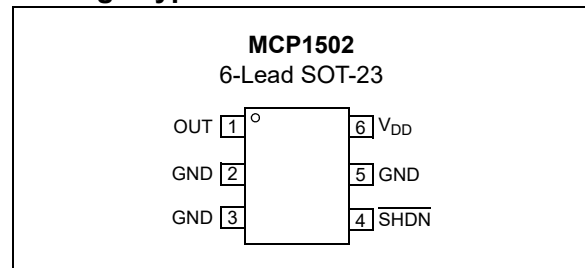 MCP1502
6-Lead SOT-23
OUT 1 6 VDD
GND 2 5 GND
GND 3 4 SHDN